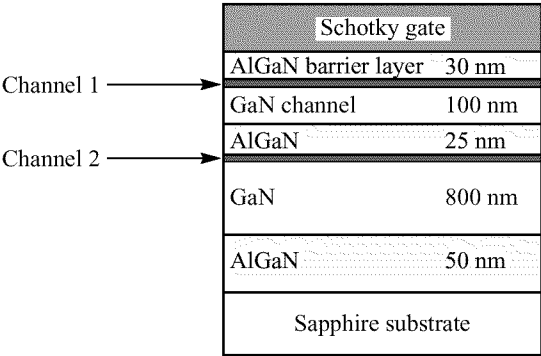 Schotky gate
AlGaN barrier layer 30 nm
Channel 1
GaN channel 100 nm
AlGaN 25 nm
Channel 2
GaN 800 nm
AlGaN 50 nm
Sapphire substrate